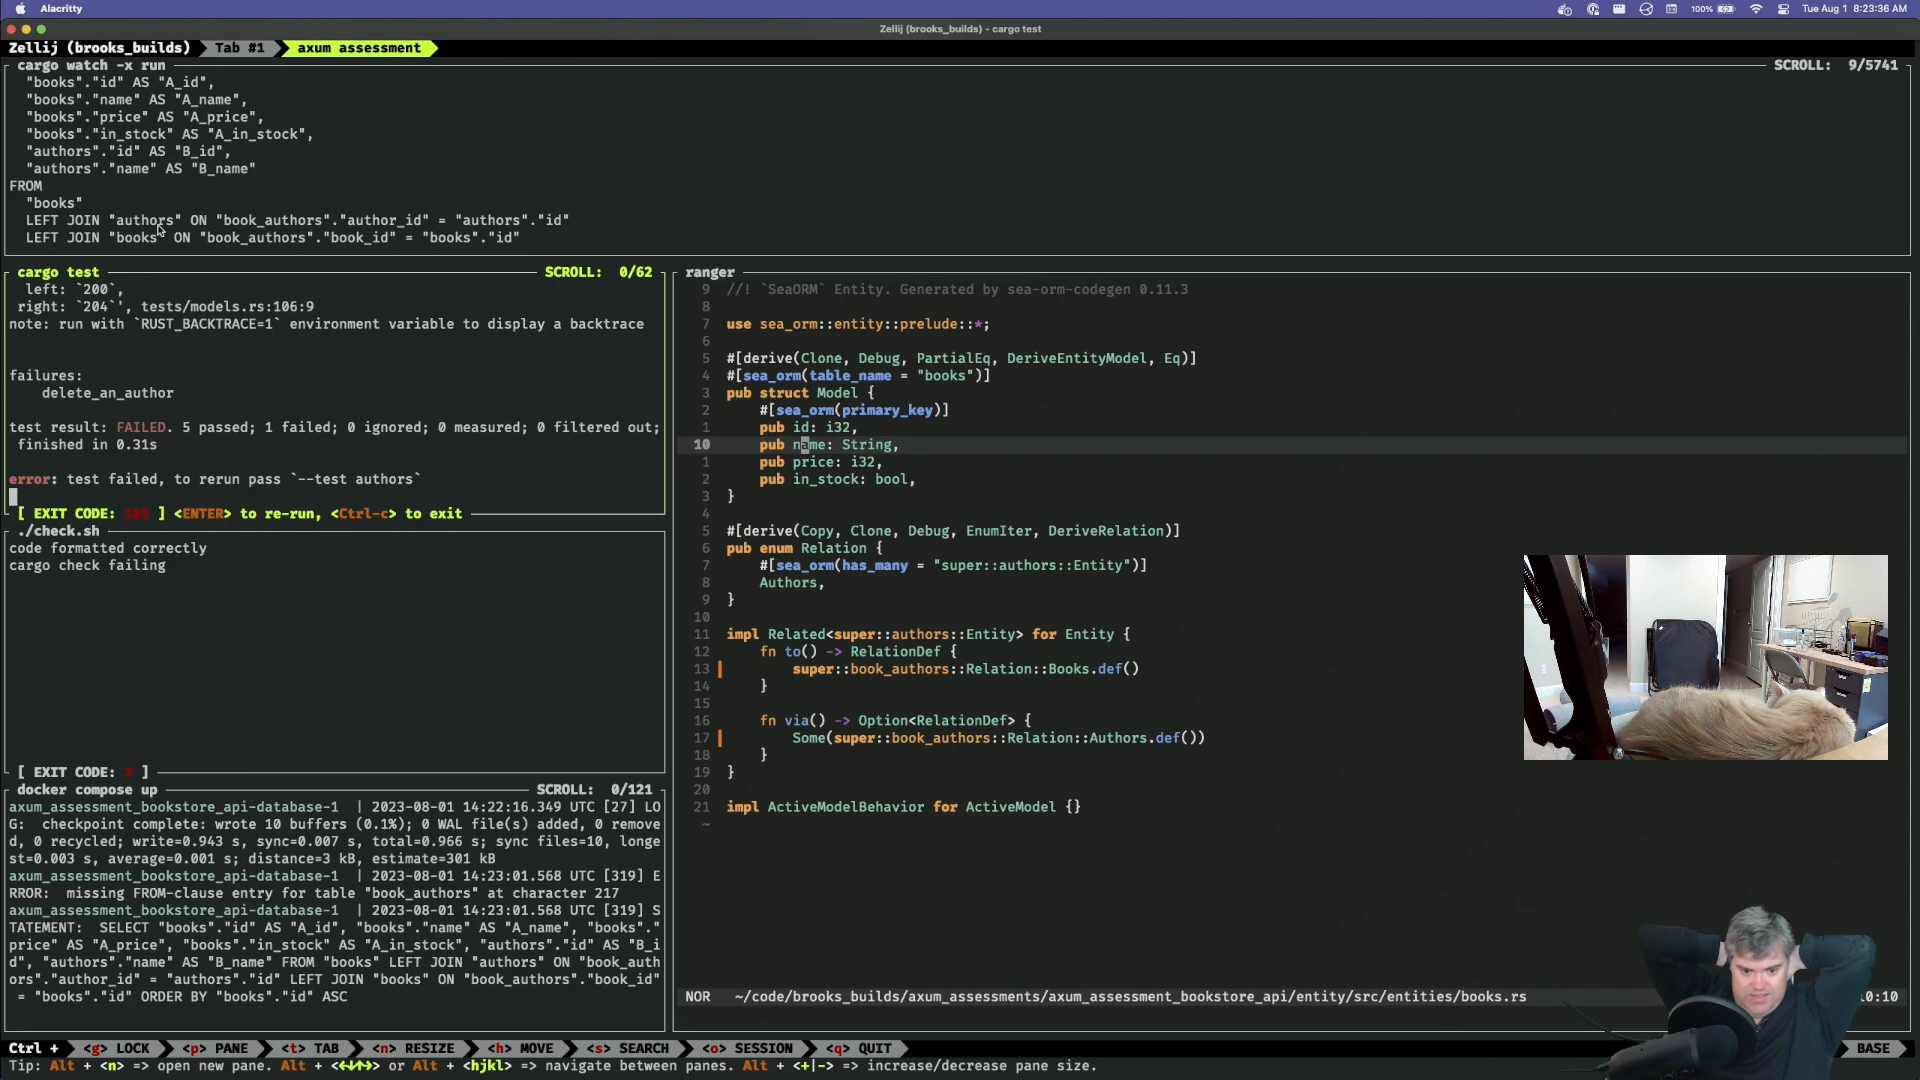 Alacritty
100%
Tue Aug 1 8:23:36 AM
Zellij (brooks_builds) - cargo test
Zellij (brooks_builds) Tab #1 axum assessment
cargo watch -x run SCROLL: 9/5741
"books"."id" AS "A_id",
"books"."name" AS "A_name",
"books"."price" AS "A_price",
"books"."in_stock" AS "A_in_stock",
"authors"."id" AS "B_id",
"authors"."name" AS "B_name"
FROM
"books"
LEFT JOIN "authors" ON "book_authors"."author_id" = "authors"."id"
LEFT JOIN "books" ON "book_authors"."book_id" = "books"."id"
cargo test SCROLL: 0/62
left: `200`,
right: `204`', tests/models.rs:106:9
note: run with `RUST_BACKTRACE=1` environment variable to display a backtrace
failures:
delete_an_author
test result: FAILED. 5 passed; 1 failed; 0 ignored; 0 measured; 0 filtered out;
finished in 0.31s
error: test failed, to rerun pass `--test authors`
[ EXIT CODE: 101 ] <ENTER> to re-run, <Ctrl-c> to exit
./check.sh
code formatted correctly
cargo check failing
[ EXIT CODE: ]
docker compose up SCROLL: 0/121
axum_assessment_bookstore_api-database-1 | 2023-08-01 14:22:16.349 UTC [27] LO
G: checkpoint complete: wrote 10 buffers (0.1%); 0 WAL file(s) added, 0 remove
d, 0 recycled; write=0.943 s, sync=0.007 s, total=0.966 s; sync files=10, longe
st=0.003 s, average=0.001 s; distance=3 kB, estimate=301 kB
axum_assessment_bookstore_api-database-1 | 2023-08-01 14:23:01.568 UTC [319] E
RROR: missing FROM-clause entry for table "book_authors" at character 217
axum_assessment_bookstore_api-database-1 | 2023-08-01 14:23:01.568 UTC [319] S
TATEMENT: SELECT "books"."id" AS "A_id", "books"."name" AS "A_name", "books"."
price" AS "A_price", "books"."in_stock" AS "A_in_stock", "authors"."id" AS "B_i
d", "authors"."name" AS "B_name" FROM "books" LEFT JOIN "authors" ON "book_auth
ors"."author_id" = "authors"."id" LEFT JOIN "books" ON "book_authors"."book_id"
= "books"."id" ORDER BY "books"."id" ASC
ranger
9 //! `SeaORM` Entity. Generated by sea-orm-codegen 0.11.3
8
7 use sea_orm::entity::prelude::*;
6
5 #[derive(Clone, Debug, PartialEq, DeriveEntityModel, Eq)]
4 #[sea_orm(table_name = "books")]
3 pub struct Model {
2 #[sea_orm(primary_key)]
1 pub id: i32,
10 pub name: String,
1 pub price: i32,
2 pub in_stock: bool,
3 }
4
5 #[derive(Copy, Clone, Debug, EnumIter, DeriveRelation)]
6 pub enum Relation {
7 #[sea_orm(has_many = "super::authors::Entity")]
8 Authors,
9 }
10
11 impl Related<super::authors::Entity> for Entity {
12 fn to() -> RelationDef {
13 super::book_authors::Relation::Books.def()
14 }
15
16 fn via() -> Option<RelationDef> {
17 Some(super::book_authors::Relation::Authors.def())
18 }
19 }
20
21 impl ActiveModelBehavior for ActiveModel {}
~
NOR ~/code/brooks_builds/axum_assessments/axum_assessment_bookstore_api/entity/src/entities/books.rs 0:10
Ctrl + <g> LOCK <p> PANE <t> TAB <n> RESIZE <h> MOVE <s> SEARCH <o> SESSION <q> QUIT BASE
Tip: Alt + <n> => open new pane. Alt + <←↓↑→> or Alt + <hjkl> => navigate between panes. Alt + <+|-> => increase/decrease pane size.